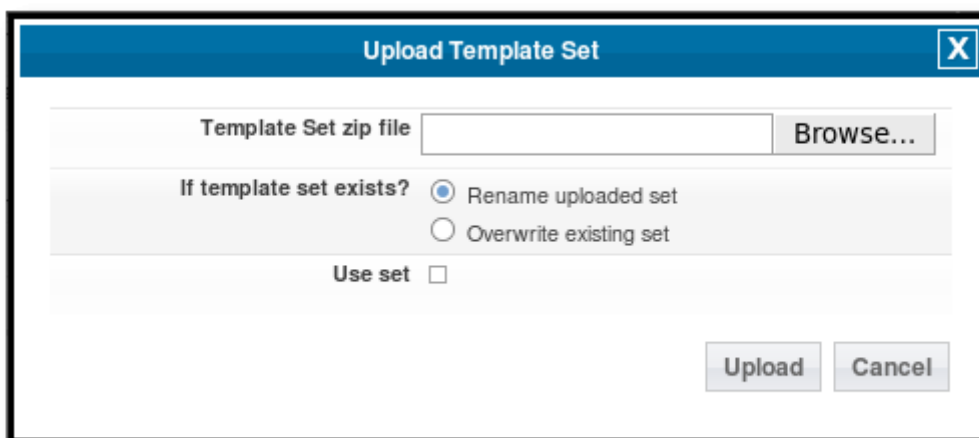 Upload Template Set X
Template Set zip file Browse...
If template set exists? Rename uploaded set
Overwrite existing set
Use set
Upload Cancel